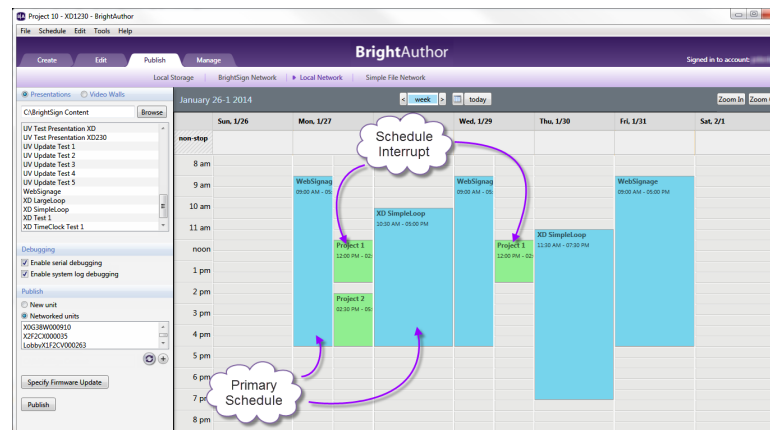 Project 10 - XD1230 - BrightAuthor
File Schedule Edit Tools Help
BrightAuthor
Create Edit Publish Manage
Signed in to account:
Local Storage BrightSign Network Local Network Simple File Network
Presentations Video Walls
C:\BrightSign Content Browse
UV Test Presentation XD
UV Test Presentation XD230
UV Update Test 1
UV Update Test 2
UV Update Test 3
UV Update Test 4
UV Update Test 5
WebSignage
XD LargeLoop
XD SimpleLoop
XD Test 1
XD TimeClock Test 1
Debugging
Enable serial debugging
Enable system log debugging
Publish
New unit
Networked units
X0G38W000910
X2F2CX000035
LobbyX1F2CV000263
Specify Firmware Update
Publish
January 26-1 2014
< week > today
Zoom In Zoom
Sun, 1/26 Mon, 1/27 Wed, 1/29 Thu, 1/30 Fri, 1/31 Sat, 2/1
non-stop
8 am
9 am
10 am
11 am
noon
1 pm
2 pm
3 pm
4 pm
5 pm
6 pm
7 pm
8 pm
WebSignag
09:00 AM - 05:
Project 1
12:00 PM - 02:
Project 2
02:30 PM - 05:
XD SimpleLoop
10:30 AM - 05:00 PM
WebSignag
09:00 AM - 05:
Project 1
12:00 PM - 02:
XD SimpleLoop
11:30 AM - 07:30 PM
WebSignage
09:00 AM - 05:00 PM
Schedule
Interrupt
Primary
Schedule